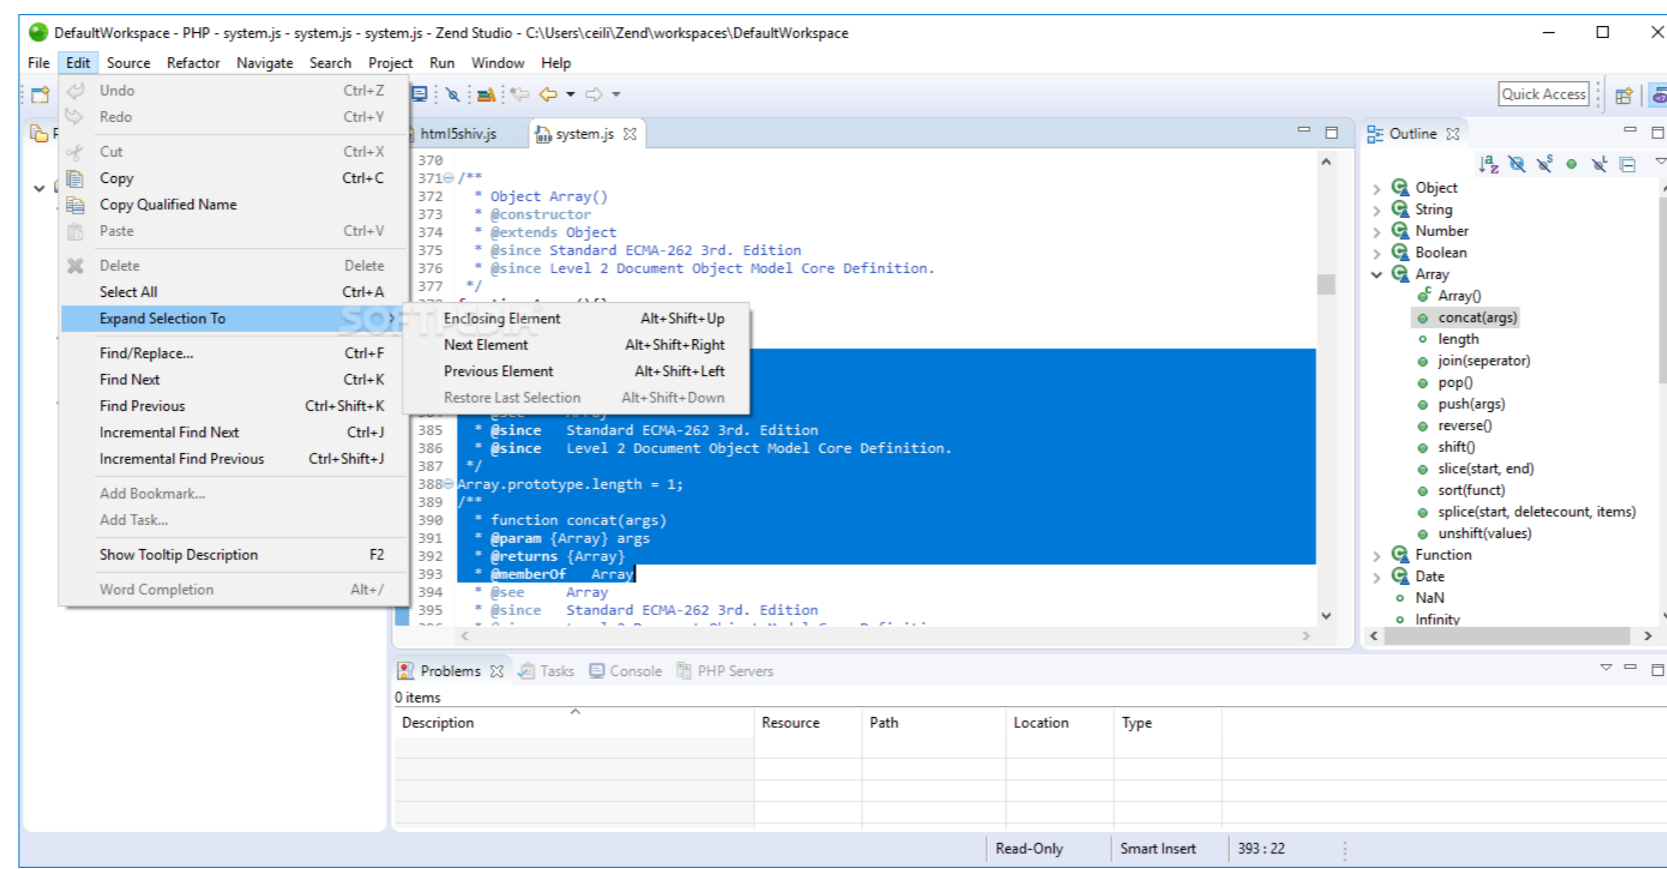 DefaultWorkspace - PHP - system.js - system.js - system.js - Zend Studio - C:\Users\ceili\Zend\workspaces\DefaultWorkspace
File Edit Source Refactor Navigate Search Project Run Window Help
Quick Access
Undo Ctrl+Z
Redo Ctrl+Y
Cut Ctrl+X
Copy Ctrl+C
Copy Qualified Name
Paste Ctrl+V
Delete Delete
Select All Ctrl+A
Expand Selection To
Find/Replace... Ctrl+F
Find Next Ctrl+K
Find Previous Ctrl+Shift+K
Incremental Find Next Ctrl+J
Incremental Find Previous Ctrl+Shift+J
Add Bookmark...
Add Task...
Show Tooltip Description F2
Word Completion Alt+/
SOFTPEDIA
Enclosing Element Alt+Shift+Up
Next Element Alt+Shift+Right
Previous Element Alt+Shift+Left
Restore Last Selection Alt+Shift+Down
html5shiv.js system.js
370
371 /**
372 * Object Array()
373 * @constructor
374 * @extends Object
375 * @since Standard ECMA-262 3rd. Edition
376 * @since Level 2 Document Object Model Core Definition.
377 */
385 * @since Standard ECMA-262 3rd. Edition
386 * @since Level 2 Document Object Model Core Definition.
387 */
388 Array.prototype.length = 1;
389 /**
390 * function concat(args)
391 * @param {Array} args
392 * @returns {Array}
393 * @memberOf Array
394 * @see Array
395 * @since Standard ECMA-262 3rd. Edition
Outline
Object
String
Number
Boolean
Array
Array()
concat(args)
length
join(seperator)
pop()
push(args)
reverse()
shift()
slice(start, end)
sort(funct)
splice(start, deletecount, items)
unshift(values)
Function
Date
NaN
Infinity
Problems Tasks Console PHP Servers
0 items
Description Resource Path Location Type
Read-Only Smart Insert 393 : 22